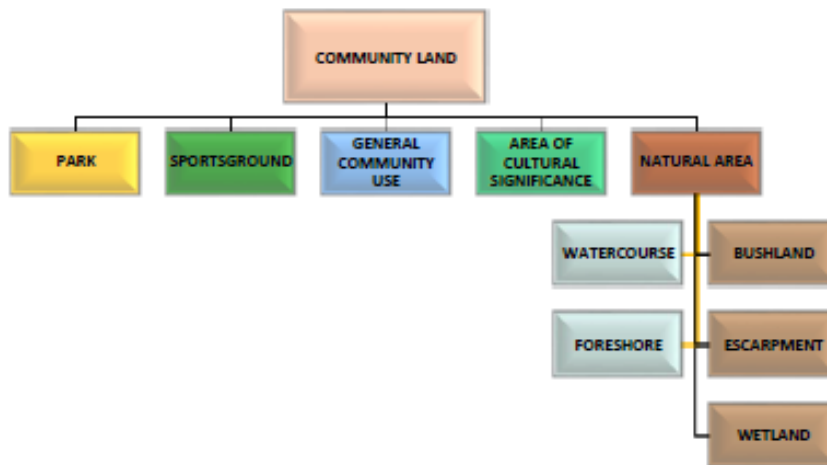 COMMUNITY LAND
PARK
SPORTSGROUND
GENERAL
COMMUNITY
USE
AREA OF
CULTURAL
SIGNIFICANCE
NATURAL AREA
WATERCOURSE
BUSHLAND
FORESHORE
ESCARPMENT
WETLAND